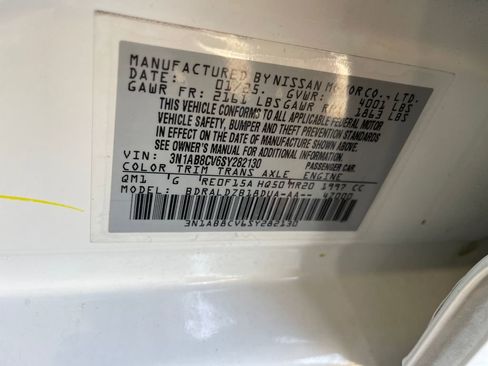 MANUFACTURED BY NISSAN MOTOR CO., LTD.
DATE: 01/25. GVWR: 4001 LBS
GAWR FR: 2161 LBS GAWR RR: 1863 LBS
THIS VEHICLE CONFORMS TO ALL APPLICABLE FEDERAL MOTOR
VEHICLE SAFETY, BUMPER AND THEFT PREVENTION STANDARDS
IN EFFECT ON THE DATE OF MANUFACTURE SHOWN ABOVE.
SEE OWNER'S MANUAL FOR ADDITIONAL INFORMATION
VIN: 3N1AB8CV6SY282130 PASSENGER CAR.
COLOR TRIM TRANS AXLE ENGINE
QM1 G RE0F15A HQ50 MR20 1997 CC
MODEL: BDRALDZB18DUA-AA-- 47000
3N1AB8CV6SY282130